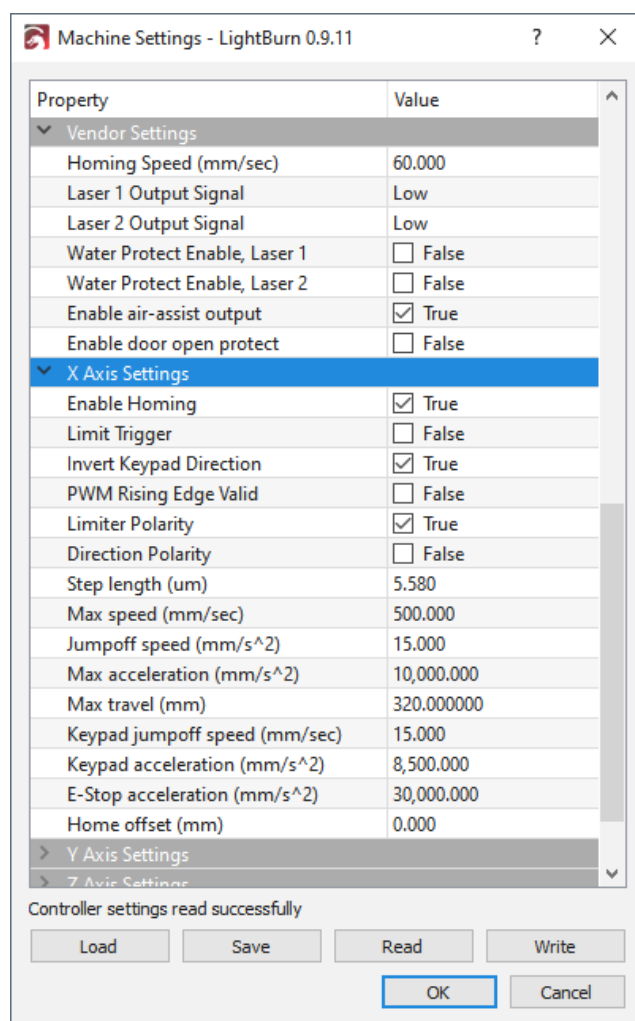 Machine Settings - LightBurn 0.9.11 ?
Property Value
Vendor Settings
Homing Speed (mm/sec) 60.000
Laser 1 Output Signal Low
Laser 2 Output Signal Low
Water Protect Enable, Laser 1 False
Water Protect Enable, Laser 2 False
Enable air-assist output True
Enable door open protect False
X Axis Settings
Enable Homing True
Limit Trigger False
Invert Keypad Direction True
PWM Rising Edge Valid False
Limiter Polarity True
Direction Polarity False
Step length (um) 5.580
Max speed (mm/sec) 500.000
Jumpoff speed (mm/s^2) 15.000
Max acceleration (mm/s^2) 10,000.000
Max travel (mm) 320.000000
Keypad jumpoff speed (mm/sec) 15.000
Keypad acceleration (mm/s^2) 8,500.000
E-Stop acceleration (mm/s^2) 30,000.000
Home offset (mm) 0.000
Y Axis Settings
Z Axis Settings
Controller settings read successfully
Load Save Read Write
OK Cancel